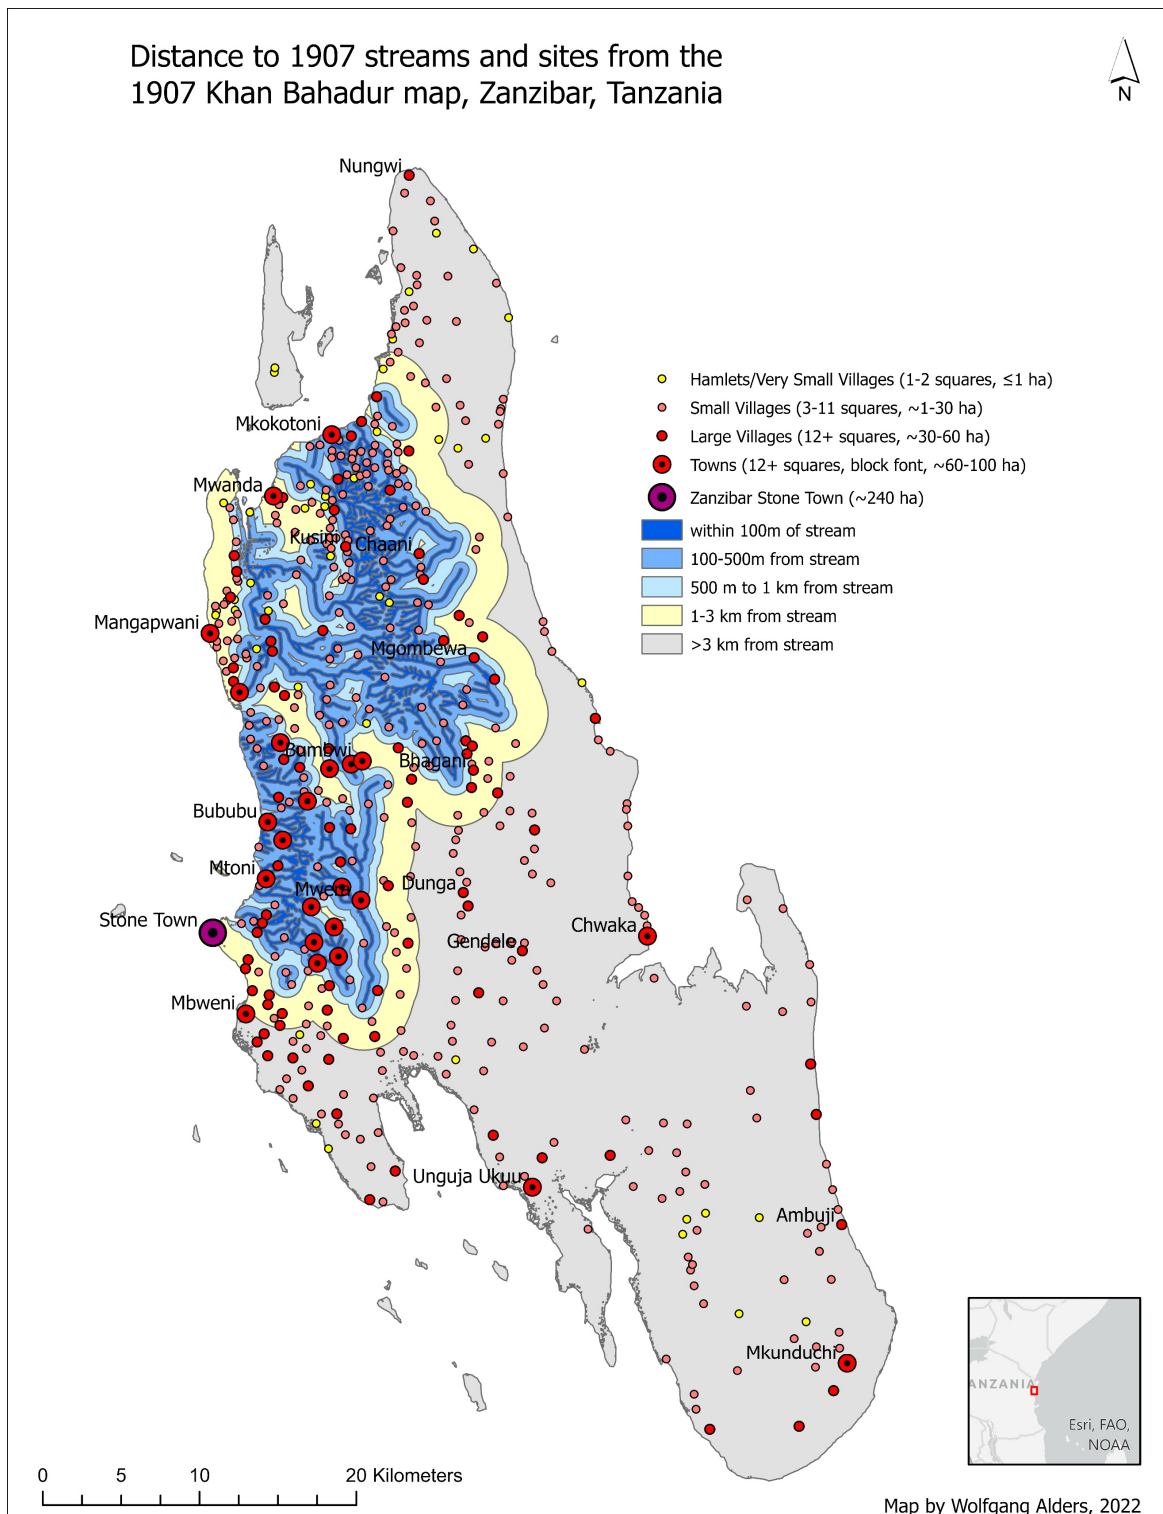 Distance to 1907 streams and sites from the
1907 Khan Bahadur map, Zanzibar, Tanzania
N
Nungwi
Hamlets/Very Small Villages (1-2 squares, ≤1 ha)
Small Villages (3-11 squares, ~1-30 ha)
Large Villages (12+ squares, ~30-60 ha)
Towns (12+ squares, block font, ~60-100 ha)
Zanzibar Stone Town (~240 ha)
within 100m of stream
100-500m from stream
500 m to 1 km from stream
1-3 km from stream
>3 km from stream
Mkokotoni
Mwanda
Kusini
Chaani
Mangapwani
Mgombewa
Bumbwi
Bhagani
Bububu
Mtoni
Mwera
Dunga
Stone Town
Gendele
Chwaka
Mbweni
Unguja Ukuu
Ambuji
Mkunduchi
ANZANIA
Esri, FAO,
NOAA
0 5 10 20 Kilometers
Map by Wolfgang Alders, 2022